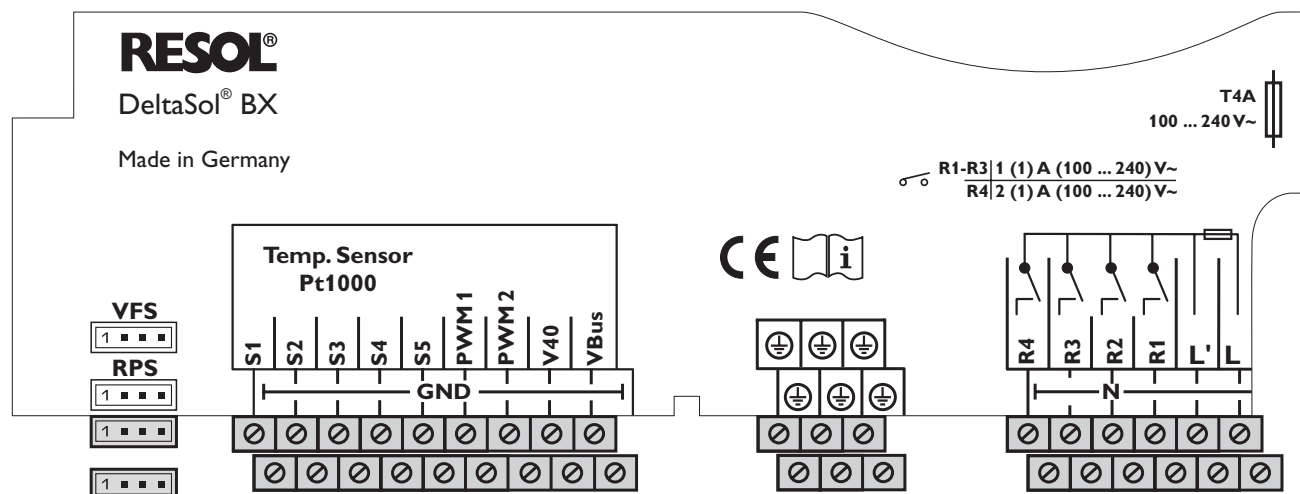 RESOL®
DeltaSol® BX
Made in Germany
T4A
100 ... 240 V~
R1-R3 1 (1) A (100 ... 240) V~
R4 2 (1) A (100 ... 240) V~
Temp. Sensor
Pt1000
VFS
1
RPS
1
1
1
S1 S2 S3 S4 S5 PWM 1 PWM 2 V40 VBus
GND
CE
i
R4 R3 R2 R1 L' L
N